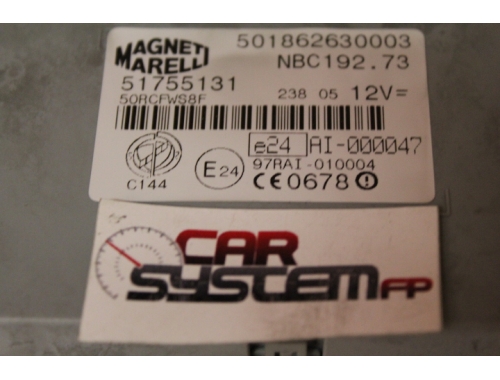 MAGNETI
MARELLI
501862630003
NBC192.73
51755131
50RCFWS8F
238 05 12V=
e24 AI-000047
97RAI-010004
E24
C144
CE0678
CAR
SYSTEM FP